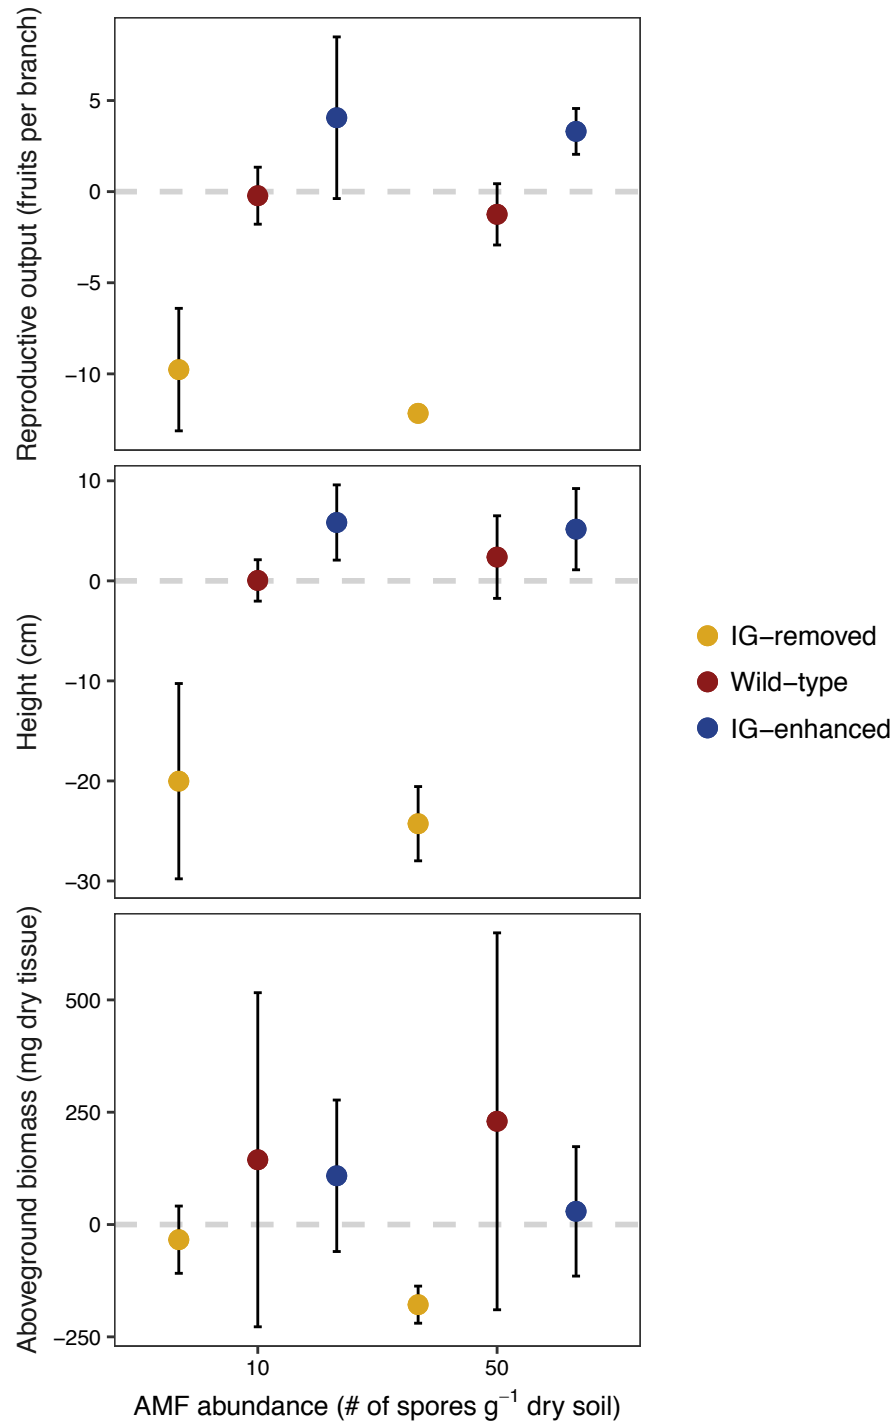 Reproductive output (fruits per branch)
5
0
−5
−10
Height (cm)
10
0
−10
−20
−30
IG−removed
Wild−type
IG−enhanced
Aboveground biomass (mg dry tissue)
500
250
0
−250
10 50
AMF abundance (# of spores g⁻¹ dry soil)